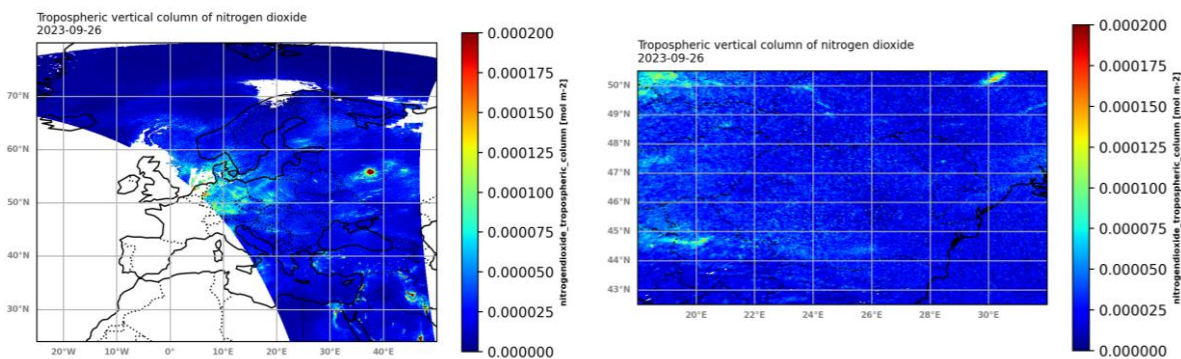 Tropospheric vertical column of nitrogen dioxide
2023-09-26
70°N
60°N
50°N
40°N
30°N
20°W
10°W
0°
10°E
20°E
30°E
40°E
0.000200
0.000175
0.000150
0.000125
0.000100
0.000075
0.000050
0.000025
0.000000
nitrogendioxide_tropospheric_column [mol m-2]
Tropospheric vertical column of nitrogen dioxide
2023-09-26
50°N
49°N
48°N
47°N
46°N
45°N
44°N
43°N
20°E
22°E
24°E
26°E
28°E
30°E
0.000200
0.000175
0.000150
0.000125
0.000100
0.000075
0.000050
0.000025
0.000000
nitrogendioxide_tropospheric_column [mol m-2]